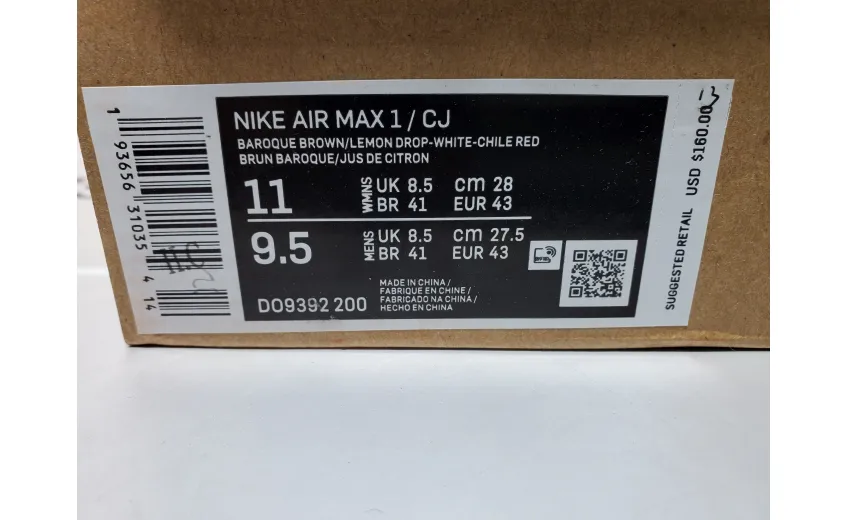 NIKE AIR MAX 1 / CJ
BAROQUE BROWN/LEMON DROP-WHITE-CHILE RED
BRUN BAROQUE/JUS DE CITRON
11 WMNS UK 8.5 cm 28
BR 41 EUR 43
9.5 MENS UK 8.5 cm 27.5
BR 41 EUR 43
MADE IN CHINA /
FABRIQUE EN CHINE /
FABRICADO NA CHINA /
HECHO EN CHINA
DO9392 200
1 93656 31035 4 14
SUGGESTED RETAIL USD $160.00